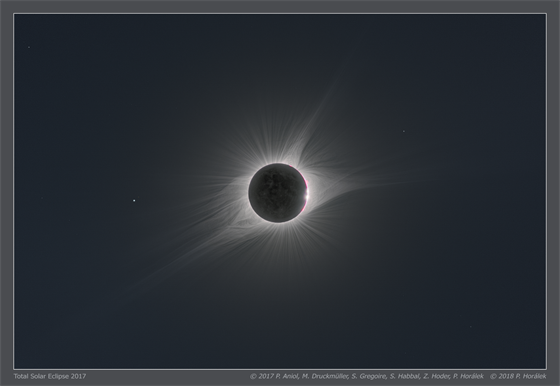 Total Solar Eclipse 2017
© 2017 P. Aniol, M. Druckmüller, S. Gregoire, S. Habbal, Z. Hoder, P. Horálek © 2018 P. Horálek